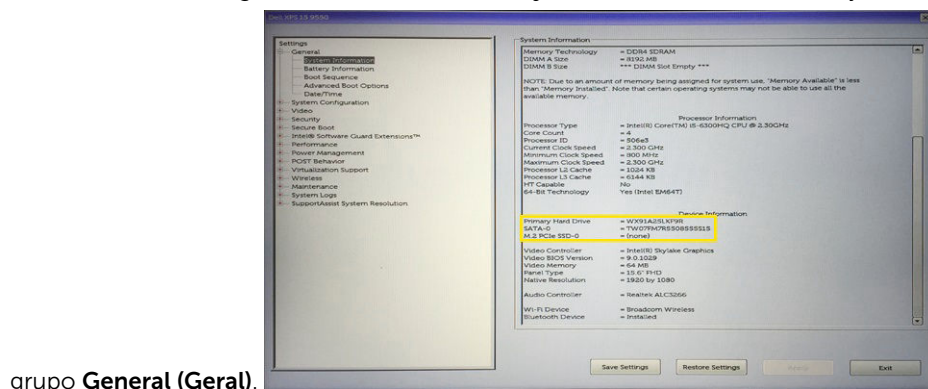 Dell XPS 15 9550
Settings
General
System Information
Battery Information
Boot Sequence
Advanced Boot Options
Date/Time
System Configuration
Video
Security
Secure Boot
Intel® Software Guard Extensions™
Performance
Power Management
POST Behavior
Virtualization Support
Wireless
Maintenance
System Logs
SupportAssist System Resolution
System Information
Memory Technology = DDR4 SDRAM
DIMM A Size = 8192 MB
DIMM B Size *** DIMM Slot Empty ***
NOTE: Due to an amount of memory being assigned for system use, "Memory Available" is less
than "Memory Installed". Note that certain operating systems may not be able to use all the
available memory.
Processor Information
Processor Type = Intel(R) Core(TM) i5-6300HQ CPU @ 2.30GHz
Core Count = 4
Processor ID = 506e3
Current Clock Speed = 2.300 GHz
Minimum Clock Speed = 800 MHz
Maximum Clock Speed = 2.300 GHz
Processor L2 Cache = 1024 KB
Processor L3 Cache = 6144 KB
HT Capable No
64-Bit Technology Yes (Intel EM64T)
Device Information
Primary Hard Drive = WX91A25LKF9R
SATA-0 = TW07FM7R5508555515
M.2 PCIe SSD-0 = (none)
Video Controller = Intel(R) Skylake Graphics
Video BIOS Version = 9.0.1029
Video Memory = 64 MB
Panel Type = 15.6" FHD
Native Resolution = 1920 by 1080
Audio Controller = Realtek ALC3266
Wi-Fi Device = Broadcom Wireless
Bluetooth Device = Installed
Save Settings Restore Settings Apply Exit
grupo General (Geral).